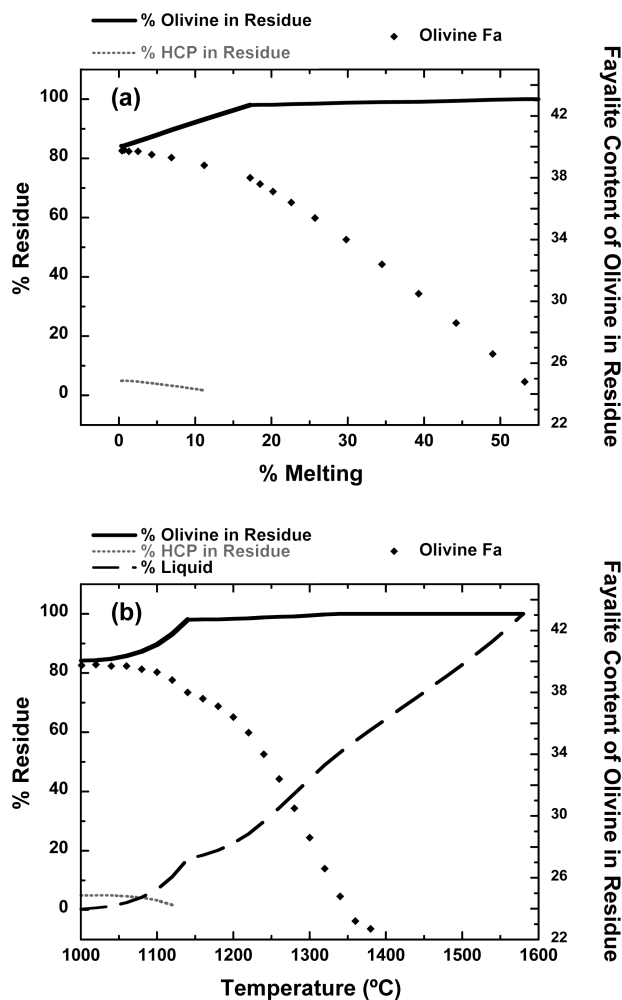 % Olivine in Residue
% HCP in Residue
Olivine Fa
(a)
100
80
60
40
20
0
% Residue
42
38
34
30
26
22
Fayalite Content of Olivine in Residue
0 10 20 30 40 50
% Melting
% Olivine in Residue
% HCP in Residue
% Liquid
Olivine Fa
(b)
100
80
60
40
20
0
% Residue
42
38
34
30
26
22
Fayalite Content of Olivine in Residue
1000 1100 1200 1300 1400 1500 1600
Temperature (ºC)